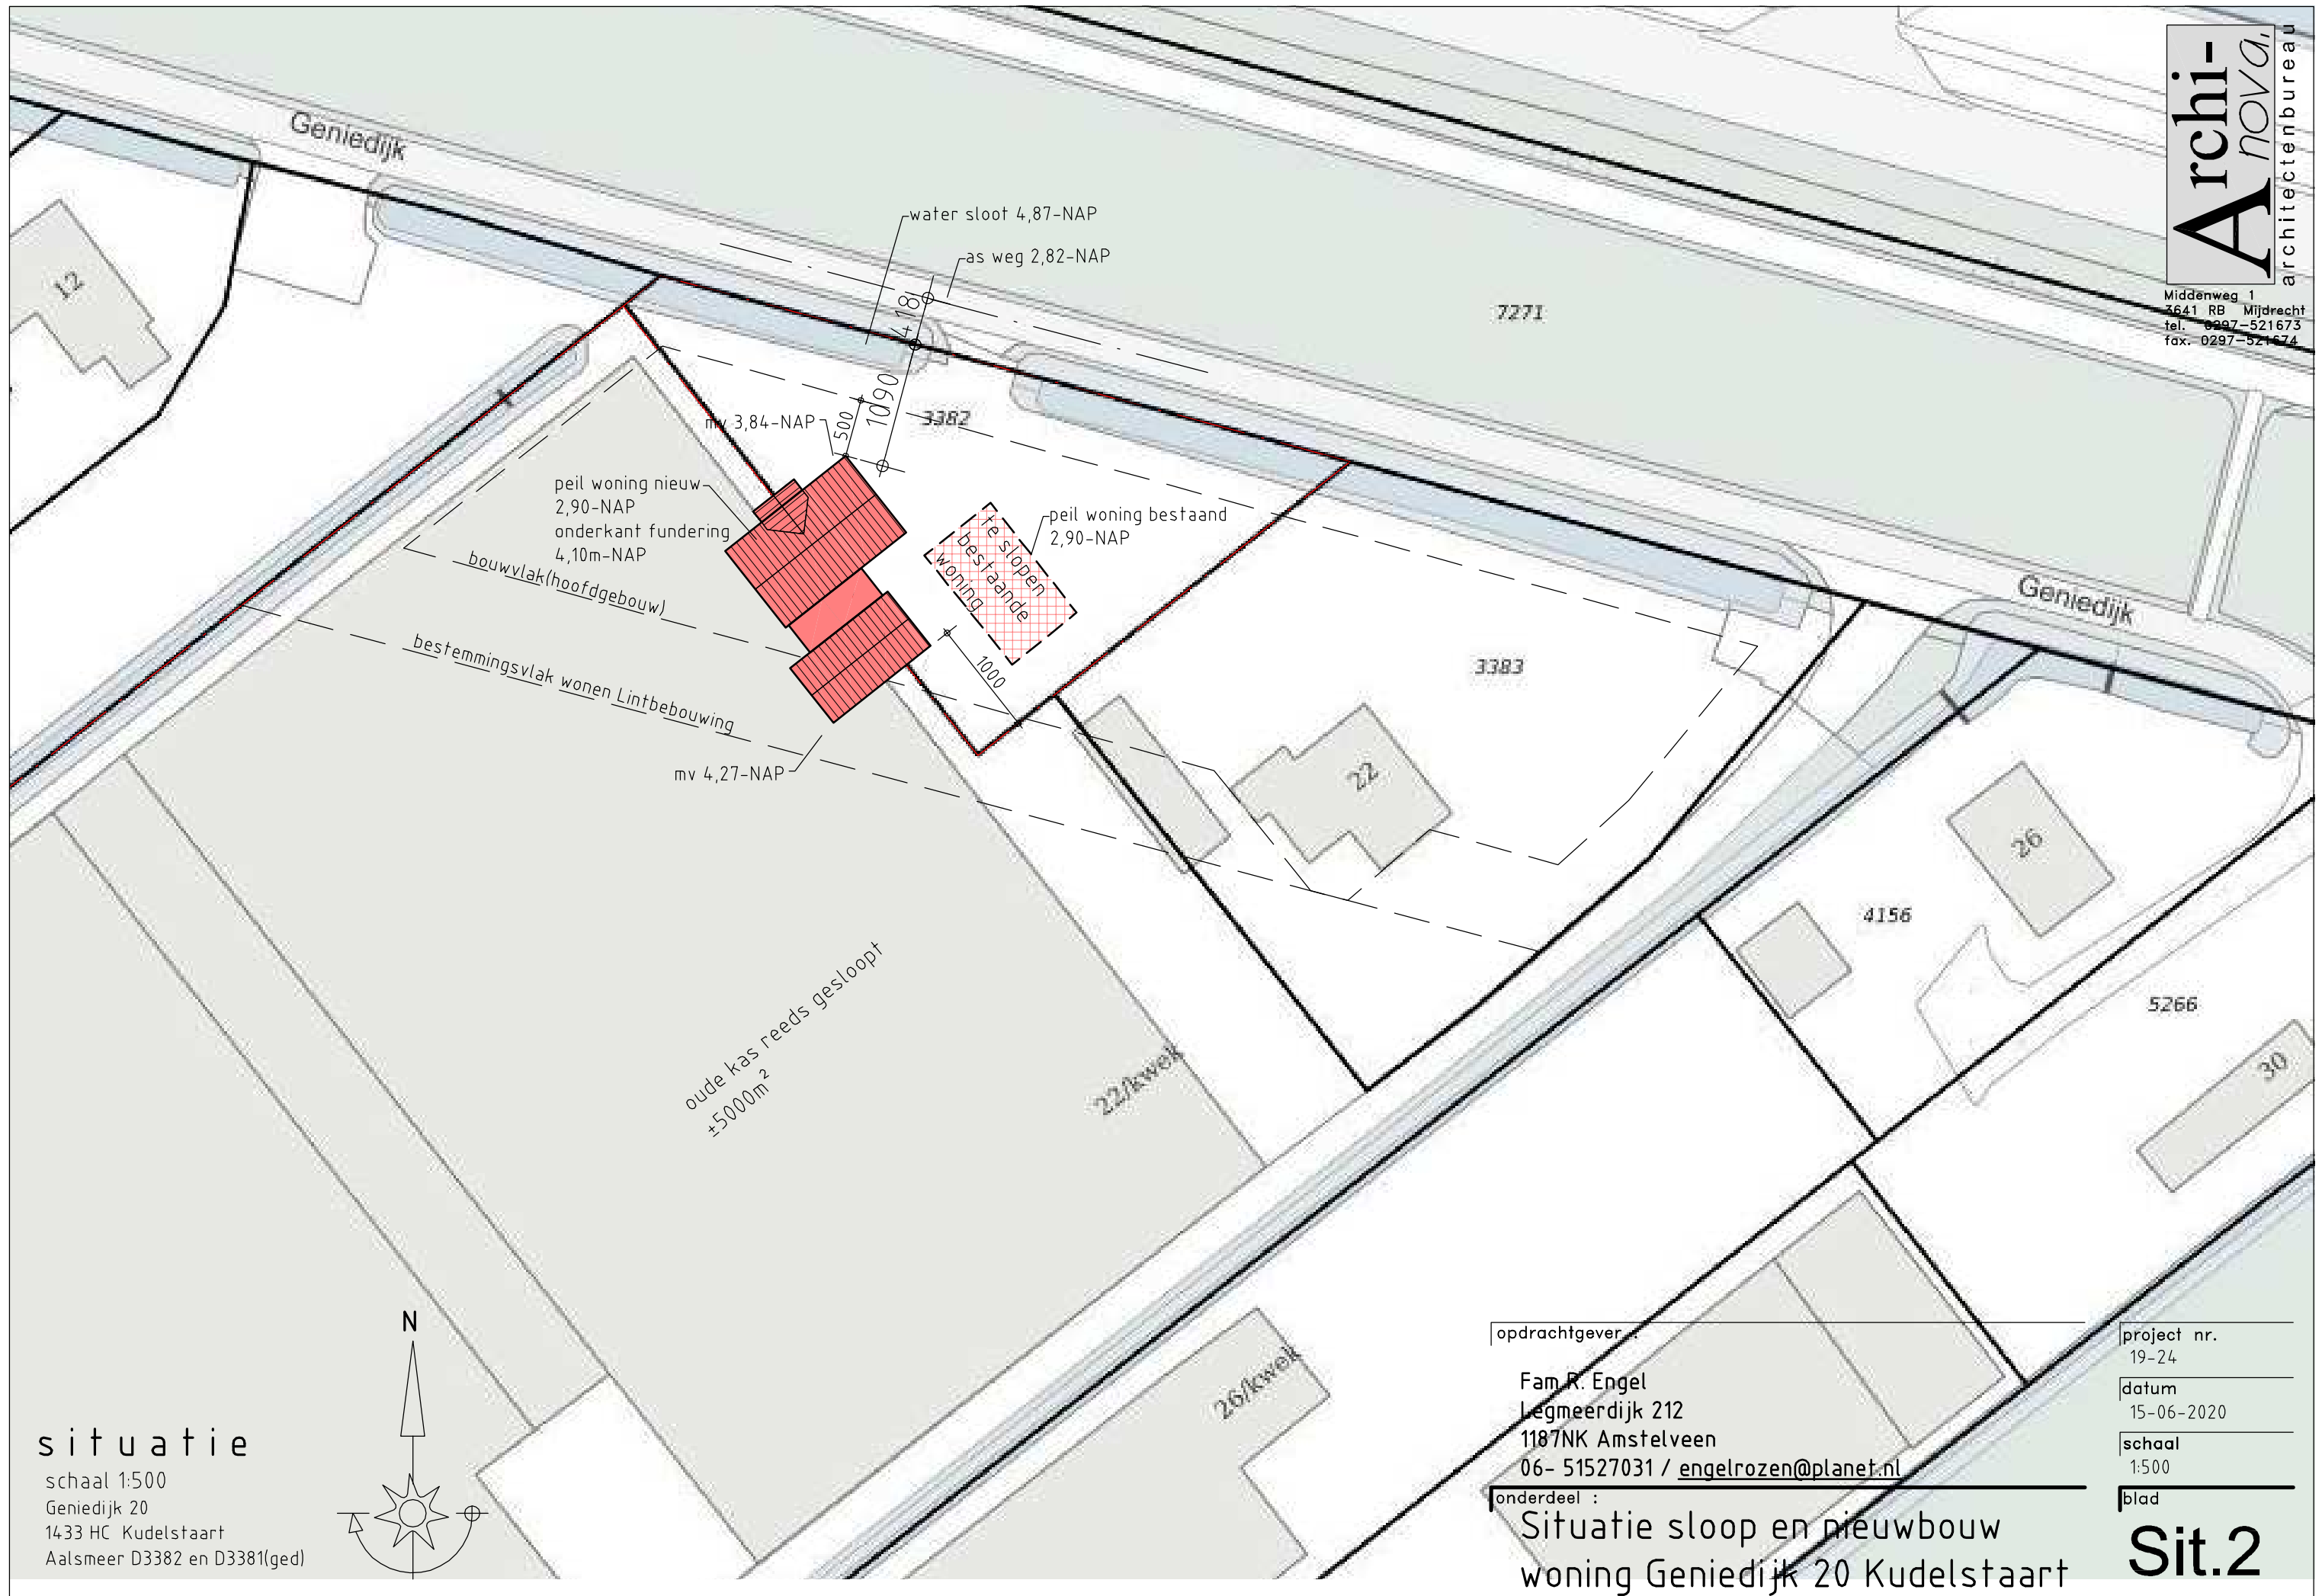 Archi-
nova.
architectenbureau
Middenweg 1
3641 RB Mijdrecht
tel. 0297-521673
fax. 0297-521674
Geniedijk
12
water sloot 4,87-NAP
as weg 2,82-NAP
418
1090
500
7271
3382
mv 3,84-NAP
peil woning nieuw
2,90-NAP
onderkant fundering
4,10m-NAP
peil woning bestaand
2,90-NAP
te slopen
bestaande
woning
bouwvlak(hoofdgebouw)
bestemmingsvlak wonen Lintbebouwing
1000
mv 4,27-NAP
Geniedijk
3383
22
26
4156
5266
30
oude kas reeds gesloopt
±5000m²
22/kwek
26/kwek
N
situatie
schaal 1:500
Geniedijk 20
1433 HC Kudelstaart
Aalsmeer D3382 en D3381(ged)
opdrachtgever :
Fam.R. Engel
Legmeerdijk 212
1187NK Amstelveen
06- 51527031 / engelrozen@planet.nl
onderdeel :
Situatie sloop en nieuwbouw
woning Geniedijk 20 Kudelstaart
project nr.
19-24
datum
15-06-2020
schaal
1:500
blad
Sit.2